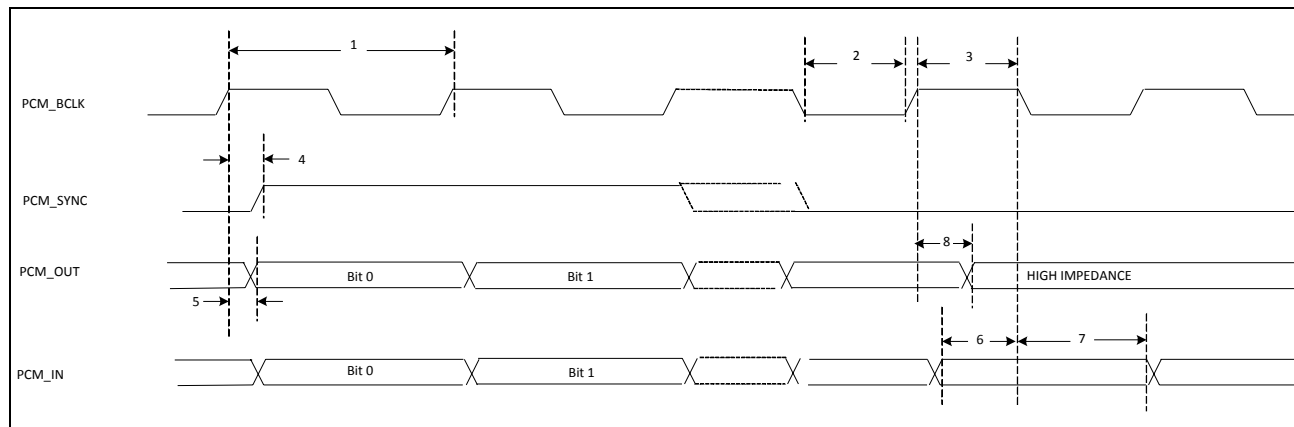 1
2
3
PCM_BCLK
4
PCM_SYNC
8
PCM_OUT
Bit 0
Bit 1
HIGH IMPEDANCE
5
6
7
PCM_IN
Bit 0
Bit 1